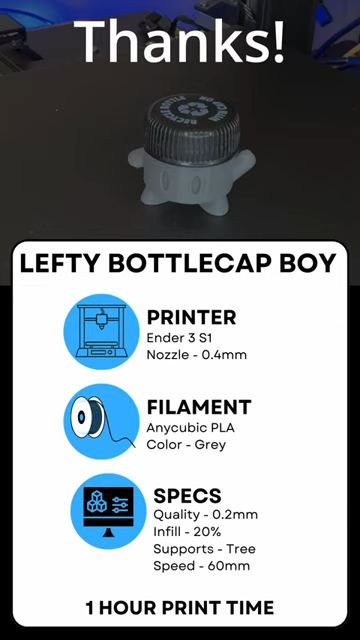 Thanks!
LEFTY BOTTLECAP BOY
PRINTER
Ender 3 S1
Nozzle - 0.4mm
FILAMENT
Anycubic PLA
Color - Grey
SPECS
Quality - 0.2mm
Infill - 20%
Supports - Tree
Speed - 60mm
1 HOUR PRINT TIME